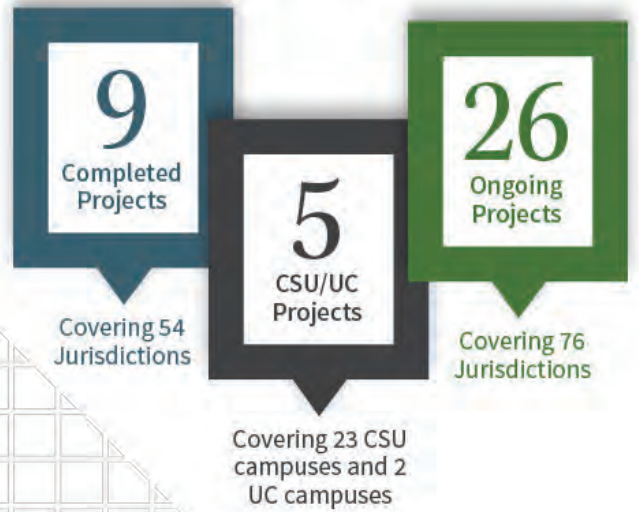 9
Completed
Projects
Covering 54
Jurisdictions
5
CSU/UC
Projects
Covering 23 CSU
campuses and 2
UC campuses
26
Ongoing
Projects
Covering 76
Jurisdictions